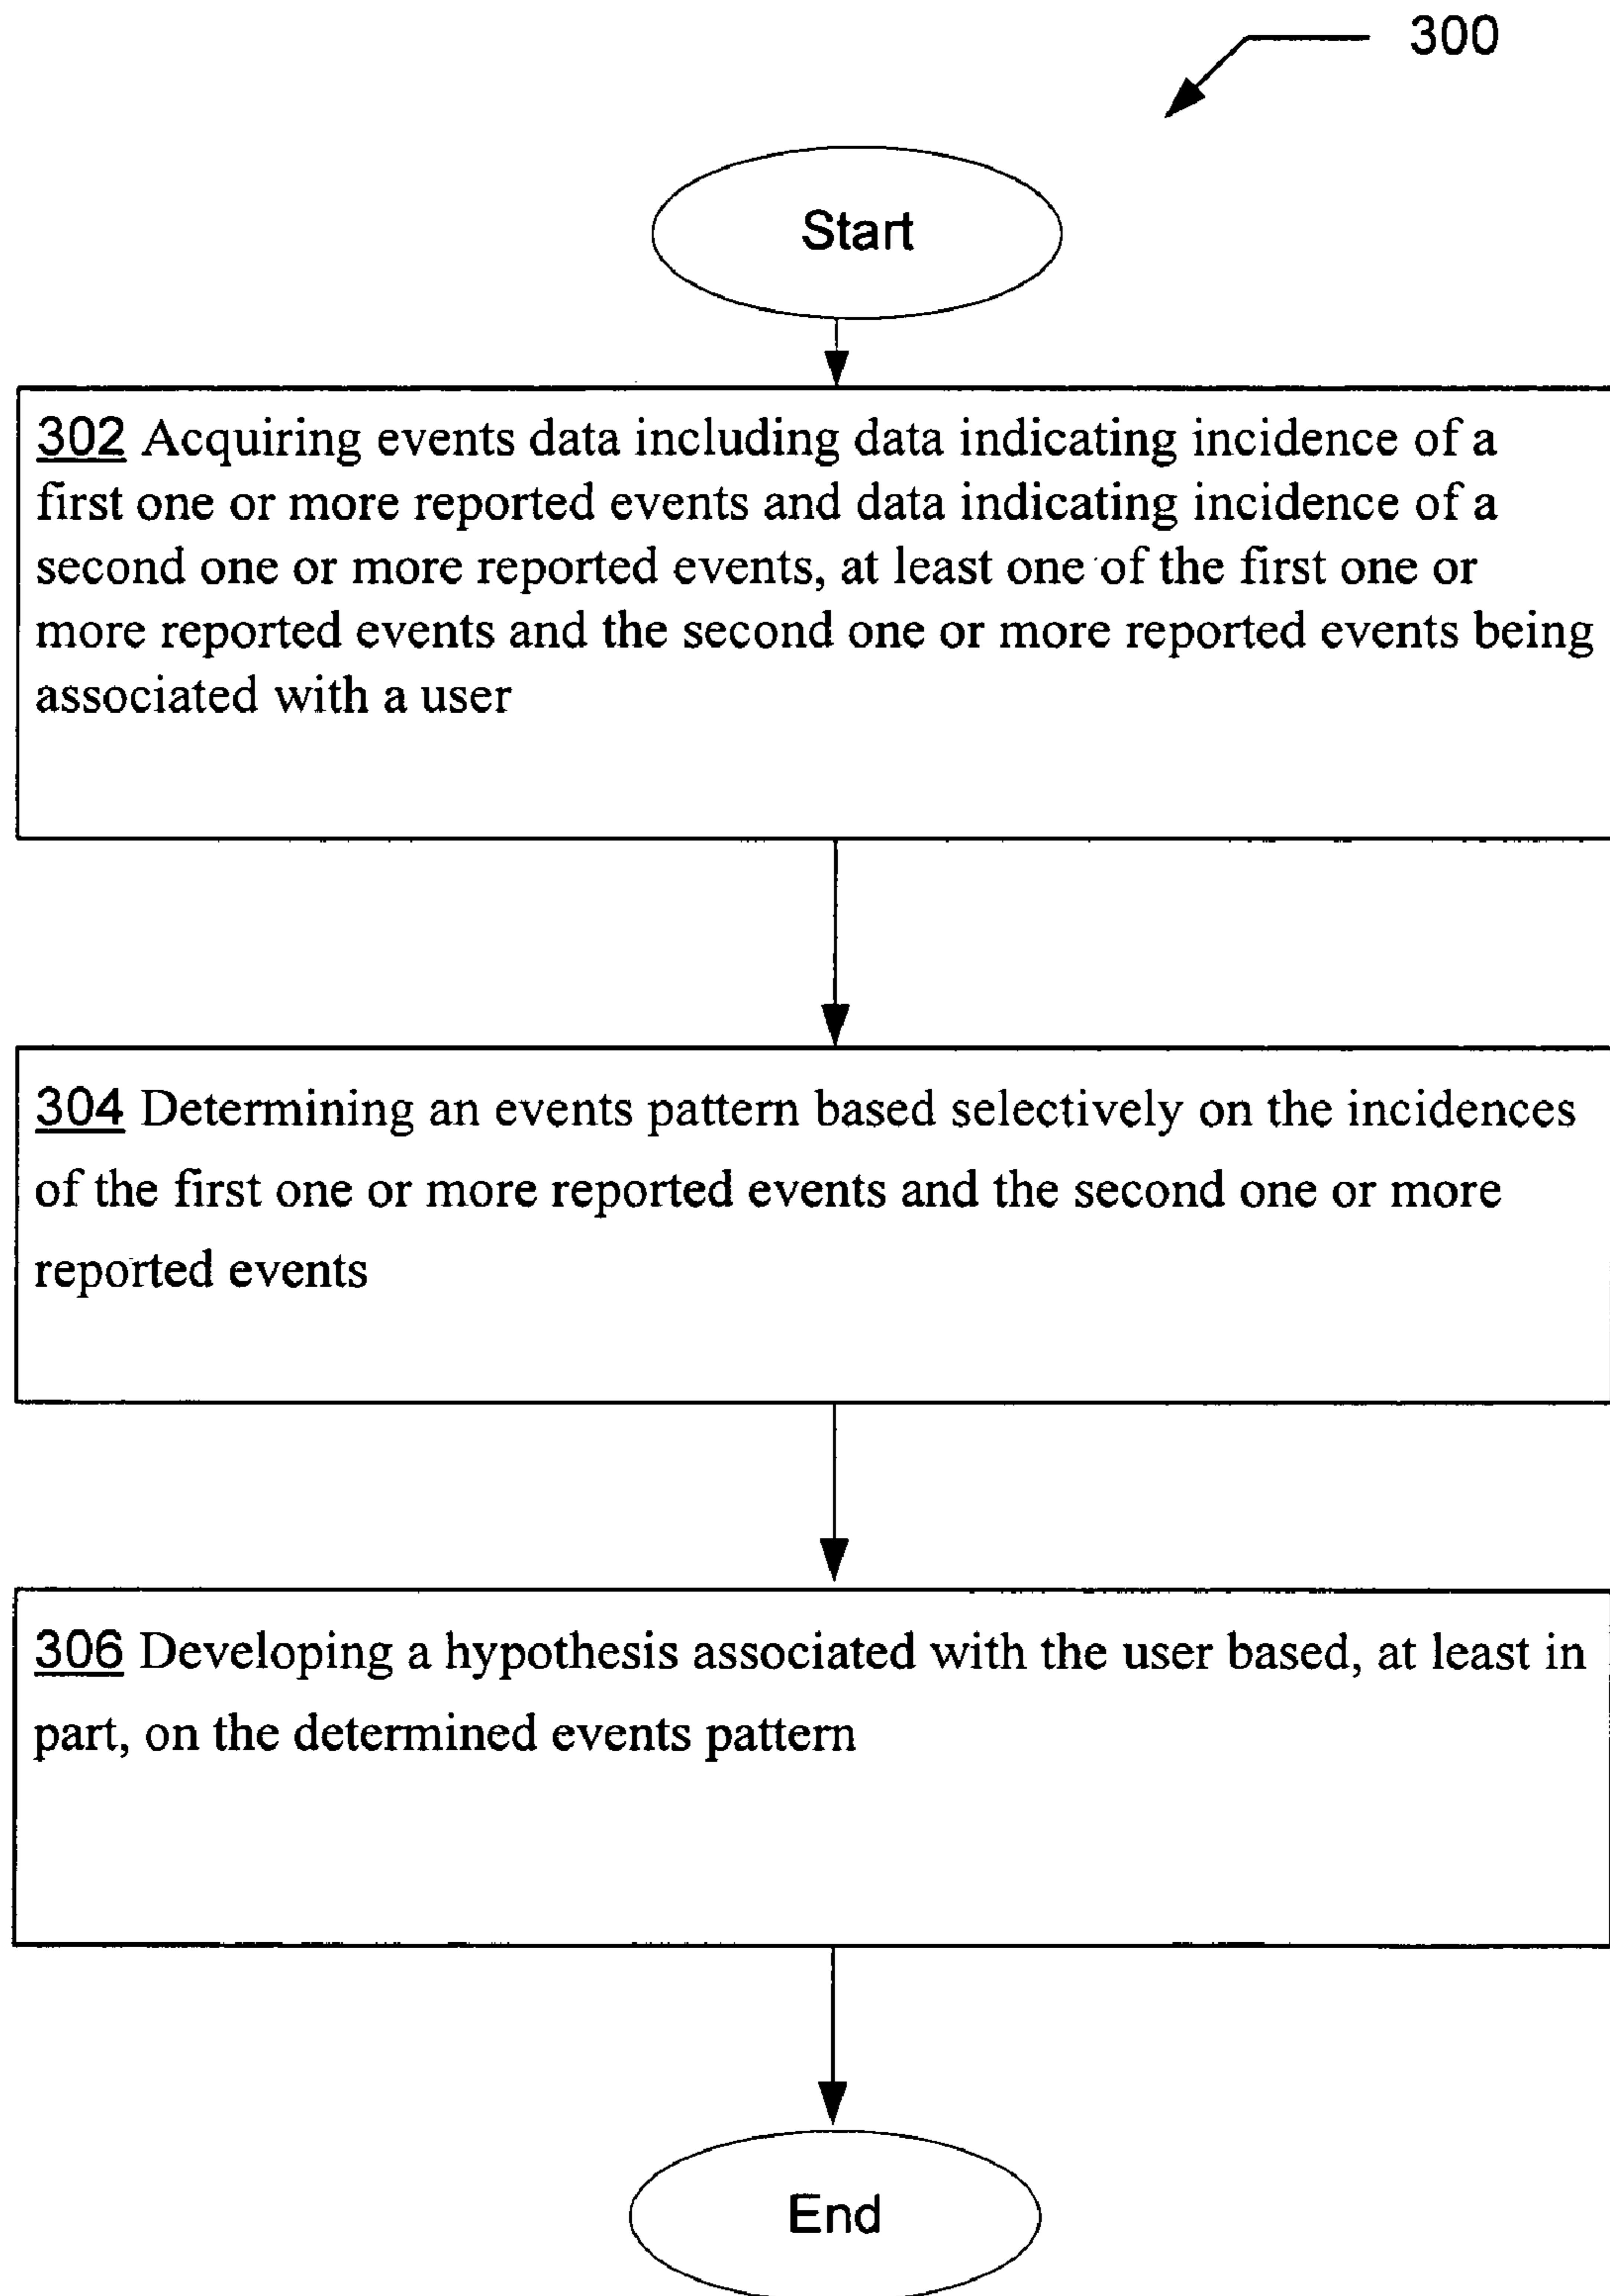 300
Start
302 Acquiring events data including data indicating incidence of a
first one or more reported events and data indicating incidence of a
second one or more reported events, at least one of the first one or
more reported events and the second one or more reported events being
associated with a user
304 Determining an events pattern based selectively on the incidences
of the first one or more reported events and the second one or more
reported events
306 Developing a hypothesis associated with the user based, at least in
part, on the determined events pattern
End